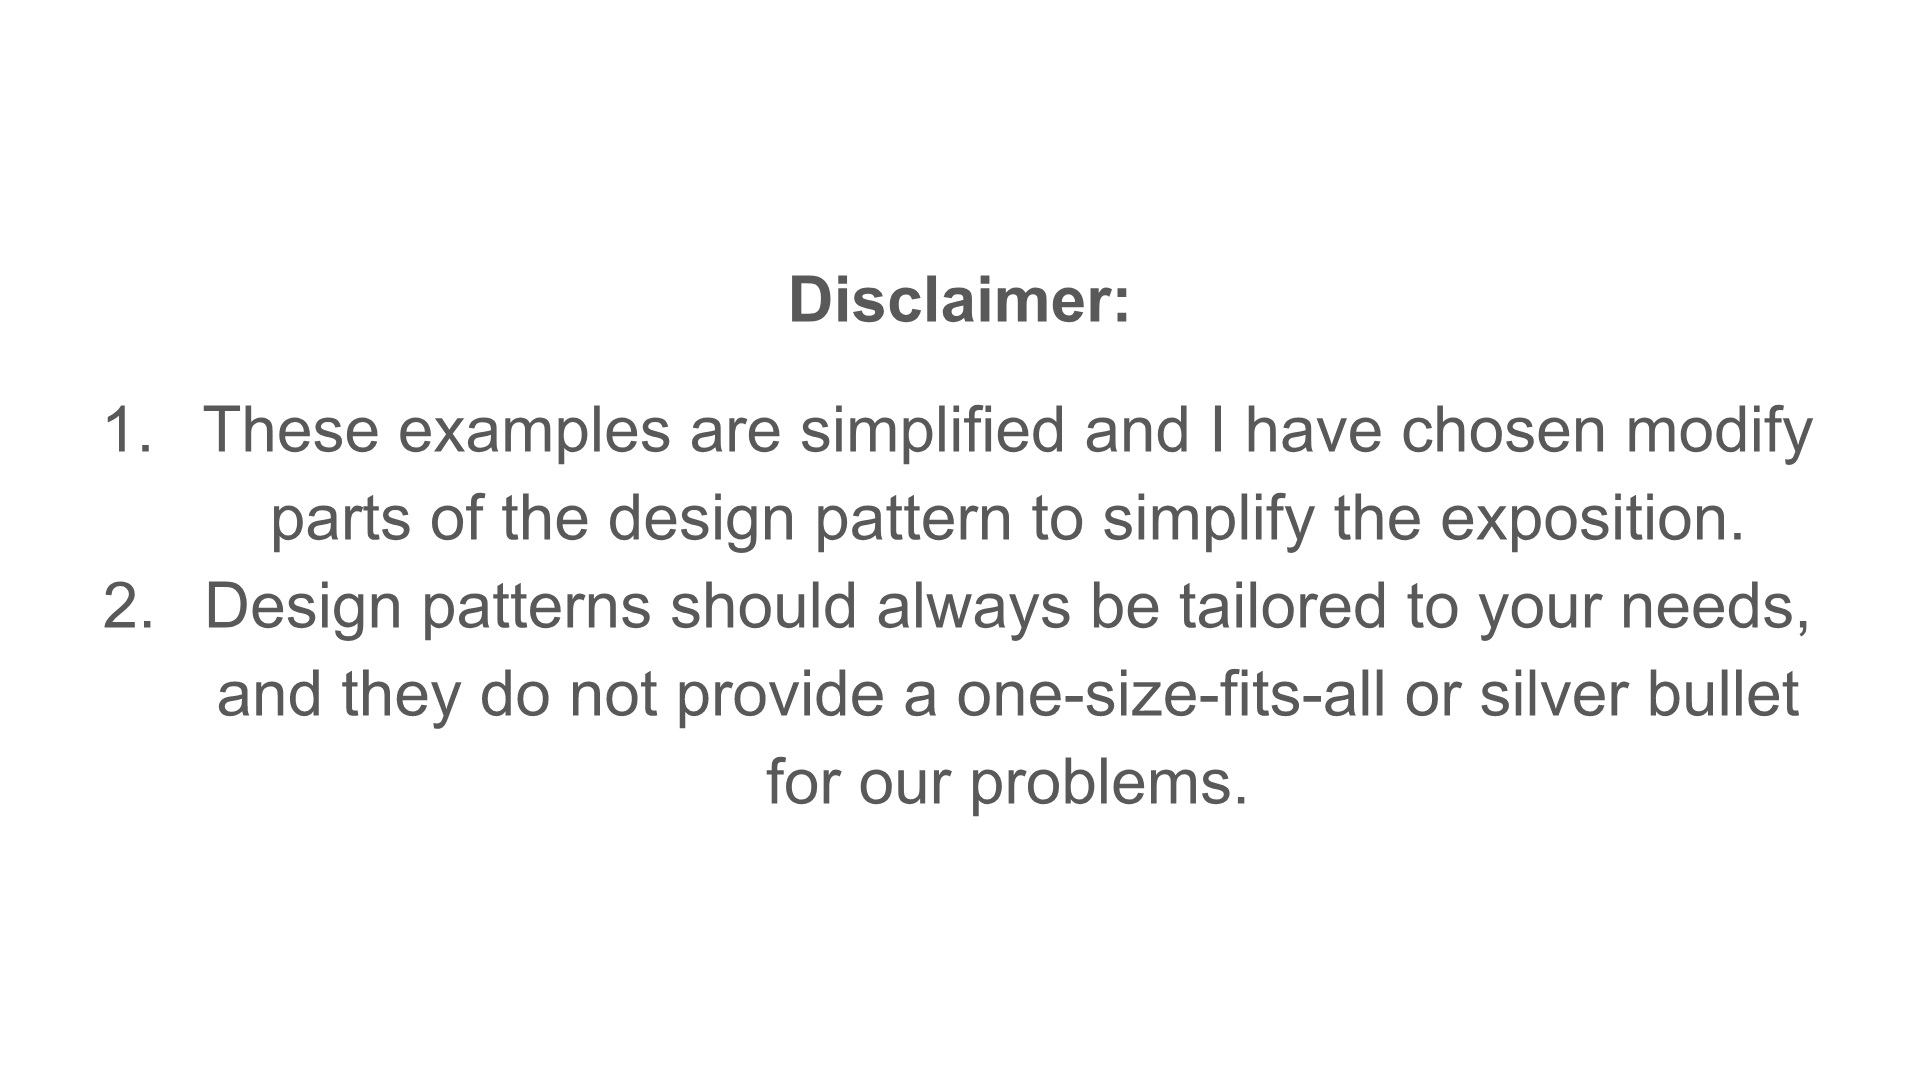 Disclaimer:
1. These examples are simplified and I have chosen modify
parts of the design pattern to simplify the exposition.
2. Design patterns should always be tailored to your needs,
and they do not provide a one-size-fits-all or silver bullet
for our problems.